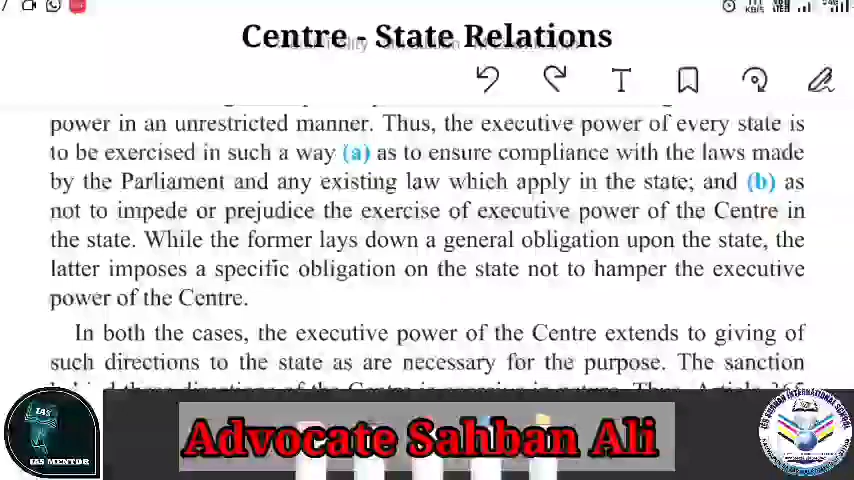 Centre - State Relations
power in an unrestricted manner. Thus, the executive power of every state is
to be exercised in such a way (a) as to ensure compliance with the laws made
by the Parliament and any existing law which apply in the state; and (b) as
not to impede or prejudice the exercise of executive power of the Centre in
the state. While the former lays down a general obligation upon the state, the
latter imposes a specific obligation on the state not to hamper the executive
power of the Centre.
In both the cases, the executive power of the Centre extends to giving of
such directions to the state as are necessary for the purpose. The sanction
Advocate Sahban Ali
IAS
IAS MENTOR